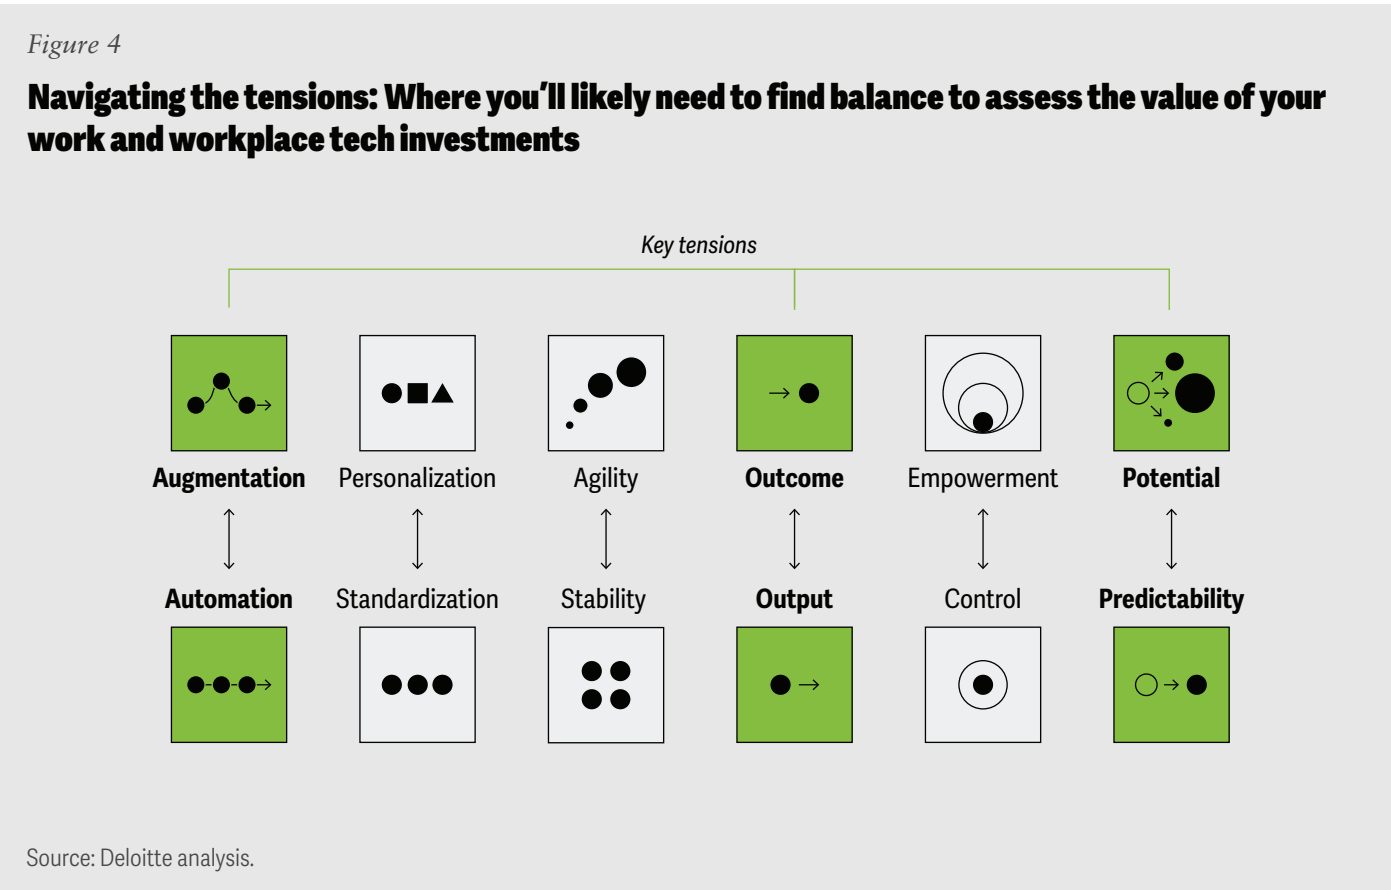 Figure 4
Navigating the tensions: Where you’ll likely need to find balance to assess the value of your
work and workplace tech investments
Key tensions
Augmentation
Personalization
Agility
Outcome
Empowerment
Potential
Automation
Standardization
Stability
Output
Control
Predictability
Source: Deloitte analysis.